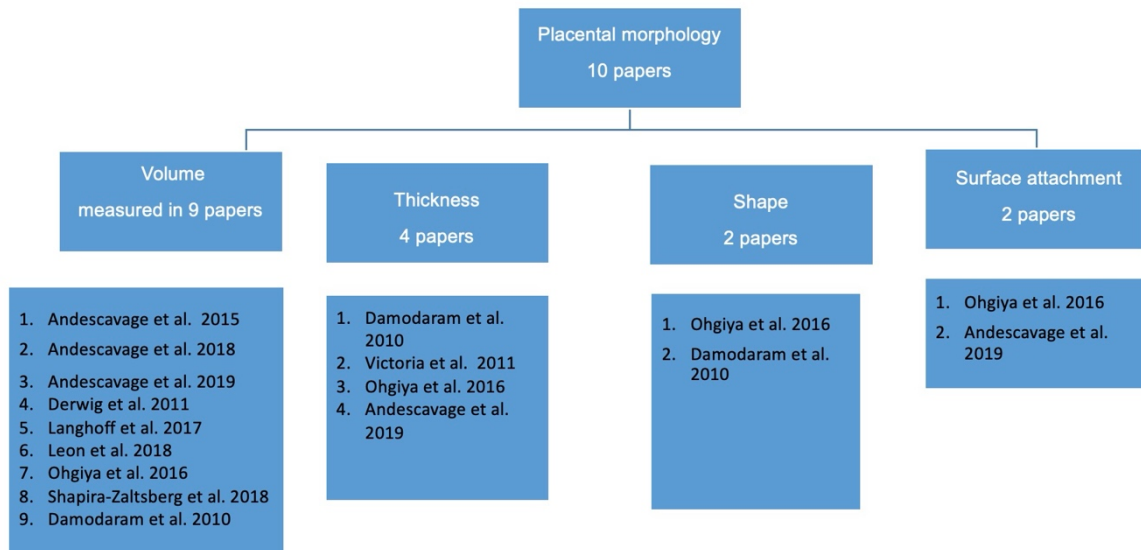 Placental morphology
10 papers
Volume
measured in 9 papers
Thickness
4 papers
Shape
2 papers
Surface attachment
2 papers
1. Andescavage et al. 2015
2. Andescavage et al. 2018
3. Andescavage et al. 2019
4. Derwig et al. 2011
5. Langhoff et al. 2017
6. Leon et al. 2018
7. Ohgiya et al. 2016
8. Shapira-Zaltsberg et al. 2018
9. Damodaram et al. 2010
1. Damodaram et al.
2010
2. Victoria et al. 2011
3. Ohgiya et al. 2016
4. Andescavage et al.
2019
1. Ohgiya et al. 2016
2. Damodaram et al.
2010
1. Ohgiya et al. 2016
2. Andescavage et al.
2019